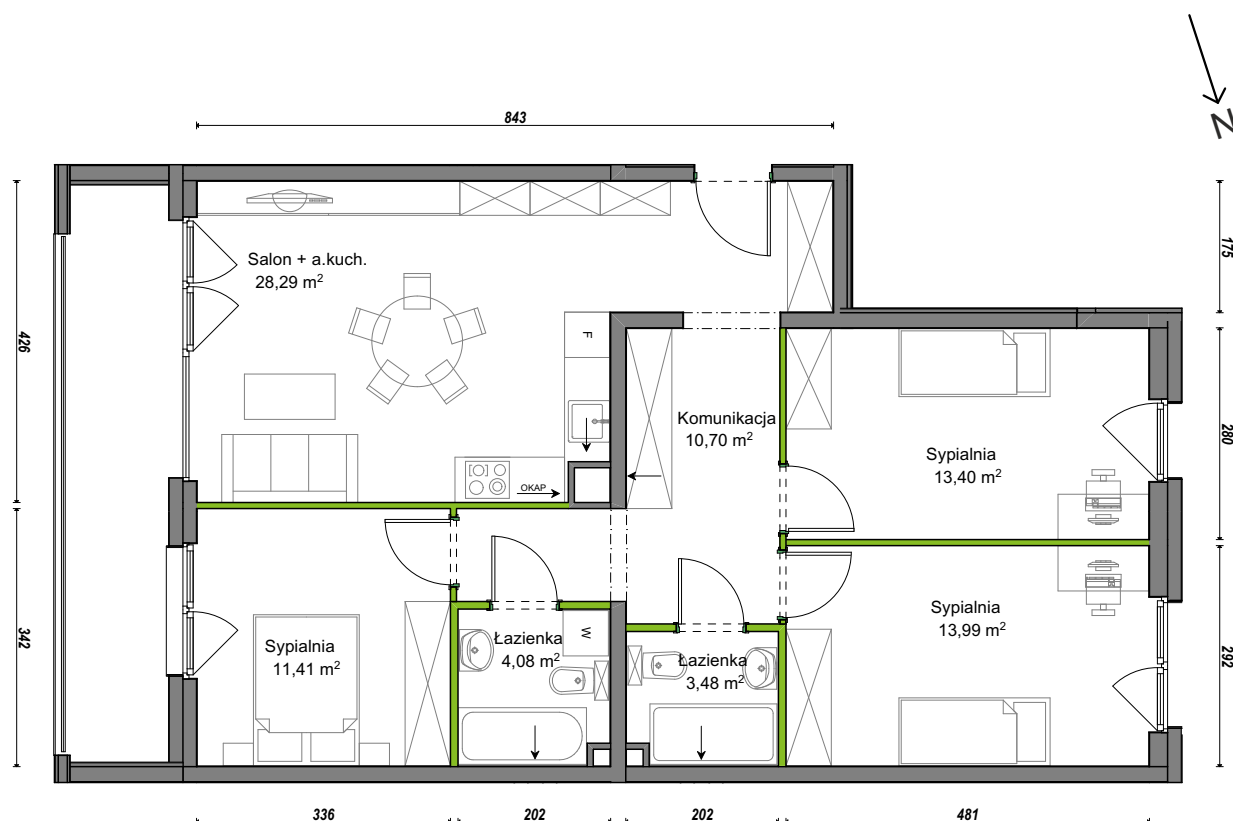 N
843
175
Salon + a.kuch.
28,29 m²
426
F
Komunikacja
10,70 m²
280
Sypialnia
13,40 m²
OKAP
Sypialnia
13,99 m²
342
Sypialnia
11,41 m²
Łazienka
4,08 m²
W
Łazienka
3,48 m²
292
336
202
202
481